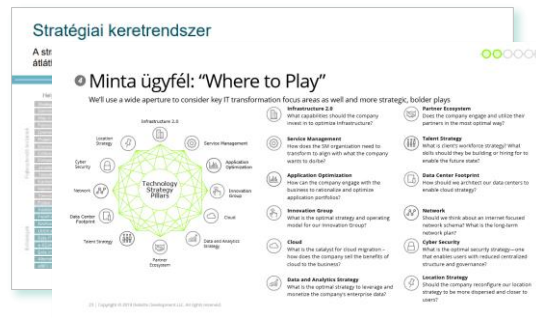 Stratégiai keretrendszer
A str
átlátl
Minta ügyfél: “Where to Play”
We'll use a wide aperture to consider key IT transformation focus areas as well and more strategic, bolder plays
Infrastructure 2.0
Service Management
Application
Optimization
Innovation
Group
Cloud
Data and Analytics
Strategy
Partner
Ecosystem
Talent Strategy
Data Center
Footprint
Network
Cyber
Security
Location
Strategy
Technology
Strategy
Pillars
Infrastructure 2.0
What capabilities should the company
invest in to optimize infrastructure?
Service Management
How does the SM organization need to
transform to align with what the company
wants to do/be?
Application Optimization
How can the company engage with the
business to rationalize and optimize
application portfolios?
Innovation Group
What is the optimal strategy and operating
model for our Innovation Group?
Cloud
What is the catalyst for cloud migration–
how does the company sell the benefits of
cloud to the business?
Data and Analytics Strategy
What is the optimal strategy to leverage and
monetize the company's enterprise data?
Partner Ecosystem
Does the company engage and utilize their
partners in the most optimal way?
Talent Strategy
What is client's workforce strategy? What
skills should they be building or hiring for to
enable the future state?
Data Center Footprint
How should we architect our data centers to
enable cloud strategy?
Network
Should we think about an internet focused
network schema? What is the long-term
network plan?
Cyber Security
What is the optimal security strategy—one
that enables users with reduced centralized
structure and governance?
Location Strategy
Should the company reconfigure our location
strategy to be more dispersed and closer to
users?
Copyright © 2019 Deloitte Development LLC. All rights reserved.